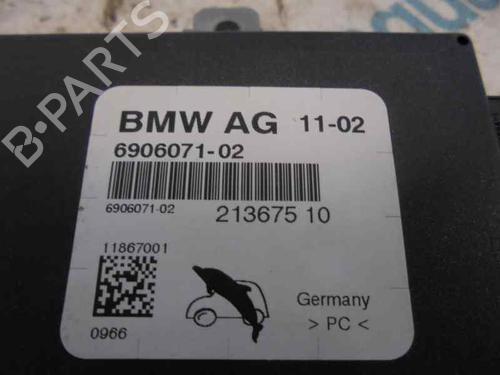 B-PARTS
BMW AG 11-02
6906071-02
6906071-02
213675 10
11867001
0966
Germany
> PC <